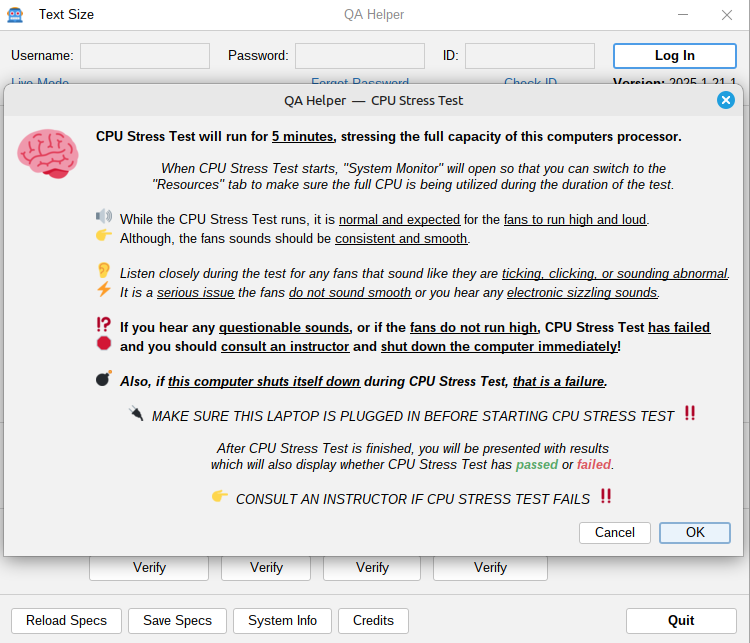 Text Size
QA Helper
Username:
Password:
ID:
Log In
QA Helper — CPU Stress Test
CPU Stress Test will run for 5 minutes, stressing the full capacity of this computers processor.
When CPU Stress Test starts, "System Monitor" will open so that you can switch to the
"Resources" tab to make sure the full CPU is being utilized during the duration of the test.
While the CPU Stress Test runs, it is normal and expected for the fans to run high and loud.
Although, the fans sounds should be consistent and smooth.
Listen closely during the test for any fans that sound like they are ticking, clicking, or sounding abnormal.
It is a serious issue the fans do not sound smooth or you hear any electronic sizzling sounds.
If you hear any questionable sounds, or if the fans do not run high, CPU Stress Test has failed
and you should consult an instructor and shut down the computer immediately!
Also, if this computer shuts itself down during CPU Stress Test, that is a failure.
MAKE SURE THIS LAPTOP IS PLUGGED IN BEFORE STARTING CPU STRESS TEST ‼
After CPU Stress Test is finished, you will be presented with results
which will also display whether CPU Stress Test has passed or failed.
CONSULT AN INSTRUCTOR IF CPU STRESS TEST FAILS ‼
Cancel
OK
Verify
Verify
Verify
Verify
Reload Specs
Save Specs
System Info
Credits
Quit